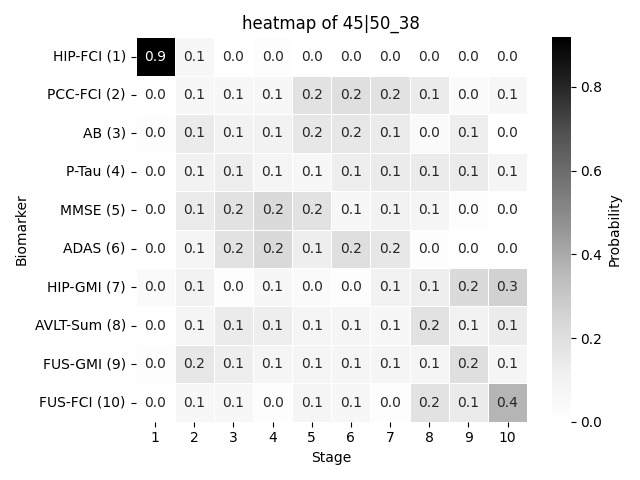 heatmap of 45|50_38
HIP-FCI (1) 0.9 0.1 0.0 0.0 0.0 0.0 0.0 0.0 0.0 0.0
PCC-FCI (2) 0.0 0.1 0.1 0.1 0.2 0.2 0.2 0.1 0.0 0.1
AB (3) 0.0 0.1 0.1 0.1 0.2 0.2 0.1 0.0 0.1 0.0
P-Tau (4) 0.0 0.1 0.1 0.1 0.1 0.1 0.1 0.1 0.1 0.1
MMSE (5) 0.0 0.1 0.2 0.2 0.2 0.1 0.1 0.1 0.0 0.0
ADAS (6) 0.0 0.1 0.2 0.2 0.1 0.2 0.2 0.0 0.0 0.0
HIP-GMI (7) 0.0 0.1 0.0 0.1 0.0 0.0 0.1 0.1 0.2 0.3
AVLT-Sum (8) 0.0 0.1 0.1 0.1 0.1 0.1 0.1 0.2 0.1 0.1
FUS-GMI (9) 0.0 0.2 0.1 0.1 0.1 0.1 0.1 0.1 0.2 0.1
FUS-FCI (10) 0.0 0.1 0.1 0.0 0.1 0.1 0.0 0.2 0.1 0.4
1 2 3 4 5 6 7 8 9 10
Stage
Biomarker
0.8
0.6
0.4
0.2
0.0
Probability